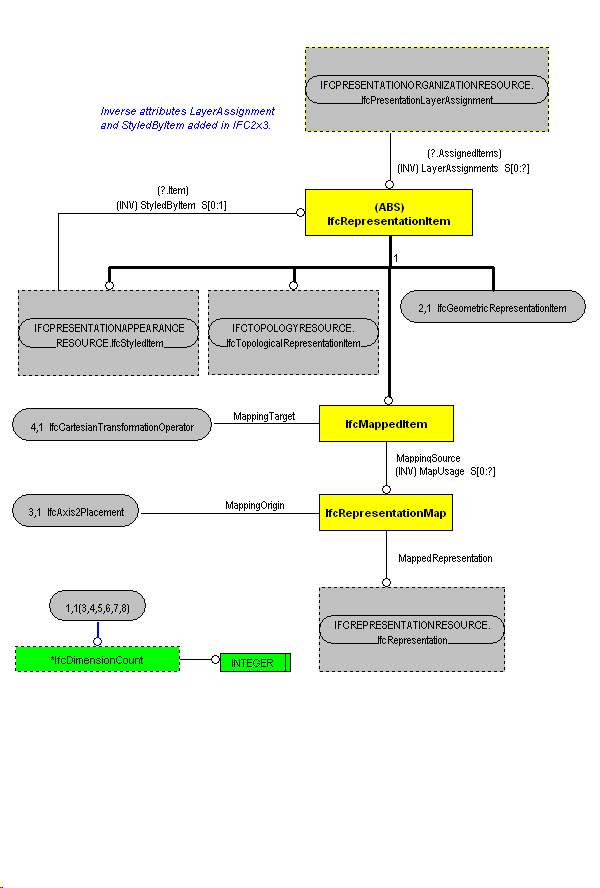 IFCPRESENTATIONORGANIZATIONRESOURCE.
IfcPresentationLayerAssignment
Inverse attributes LayerAssignment
and StyledByItem added in IFC2x3.
(?.AssignedItems)
(INV) LayerAssignments S[0:?]
(?.Item)
(INV) StyledByItem S[0:1]
(ABS)
IfcRepresentationItem
1
IFCPRESENTATIONAPPEARANCE
RESOURCE.IfcStyledItem
IFCTOPOLOGYRESOURCE.
IfcTopologicalRepresentationItem
2,1 IfcGeometricRepresentationItem
4,1 IfcCartesianTransformationOperator
MappingTarget
IfcMappedItem
MappingSource
(INV) MapUsage S[0:?]
3,1 IfcAxis2Placement
MappingOrigin
IfcRepresentationMap
MappedRepresentation
1,1(3,4,5,6,7,8)
IFCREPRESENTATIONRESOURCE.
IfcRepresentation
*IfcDimensionCount
INTEGER